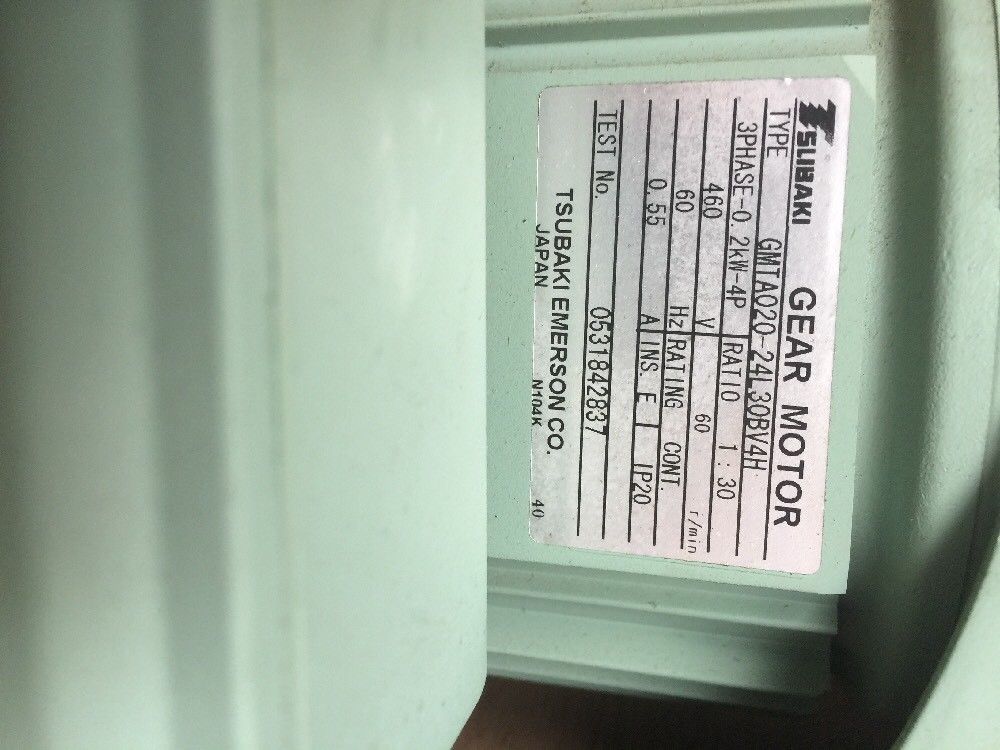 TSUBAKI GEAR MOTOR
TYPE GMTA020-24L30BV4H
3PHASE-0.2kW-4P RATIO 1:30
460 V 60 r/min
60 Hz RATING CONT.
0.55 A INS. E IP20
TEST No. 0531842837
TSUBAKI EMERSON CO.
JAPAN N104K 40